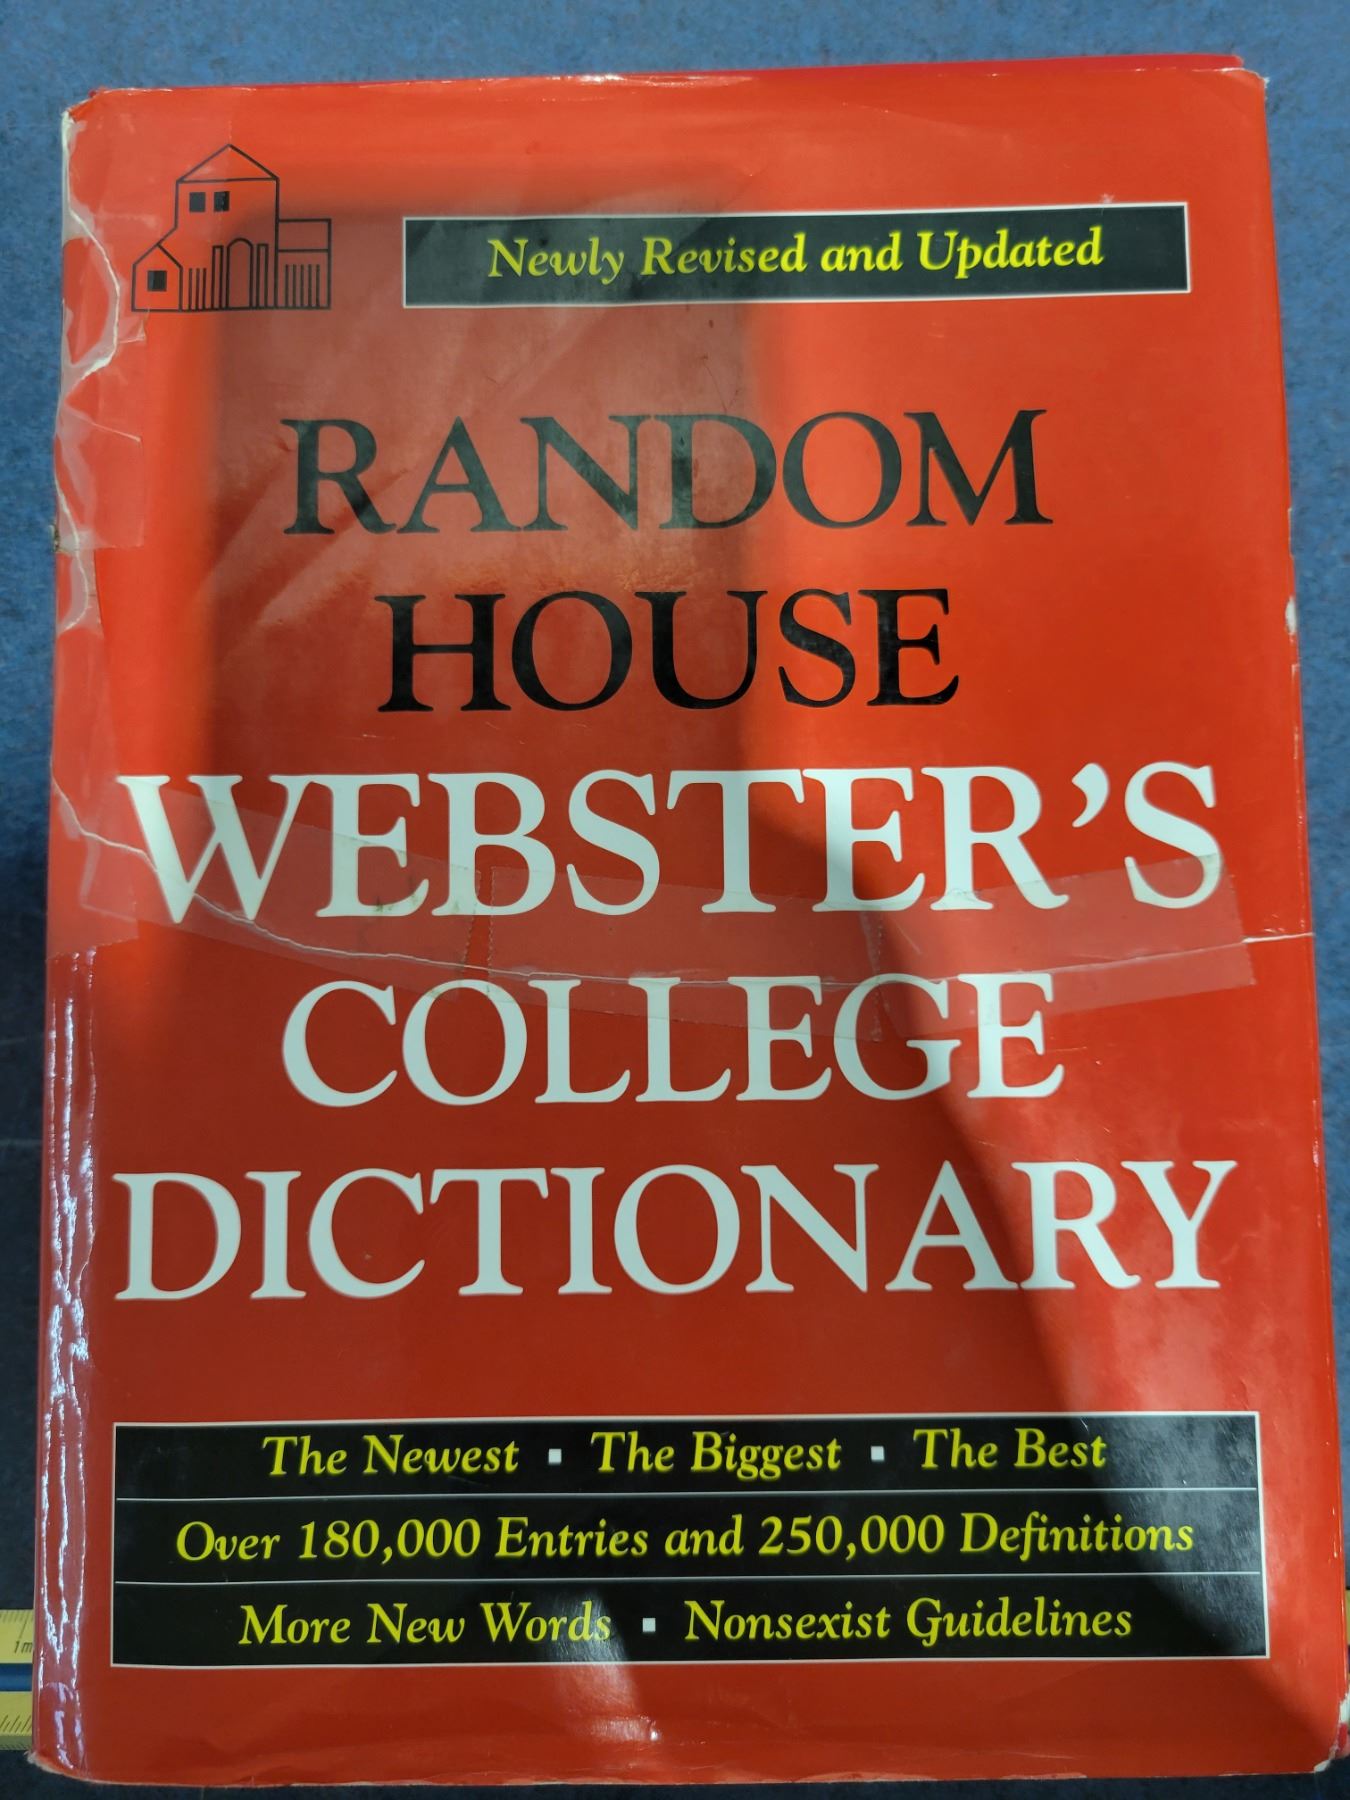 Newly Revised and Updated
RANDOM
HOUSE
WEBSTER'S
COLLEGE
DICTIONARY
The Newest ▪ The Biggest ▪ The Best
Over 180,000 Entries and 250,000 Definitions
More New Words ▪ Nonsexist Guidelines
1m